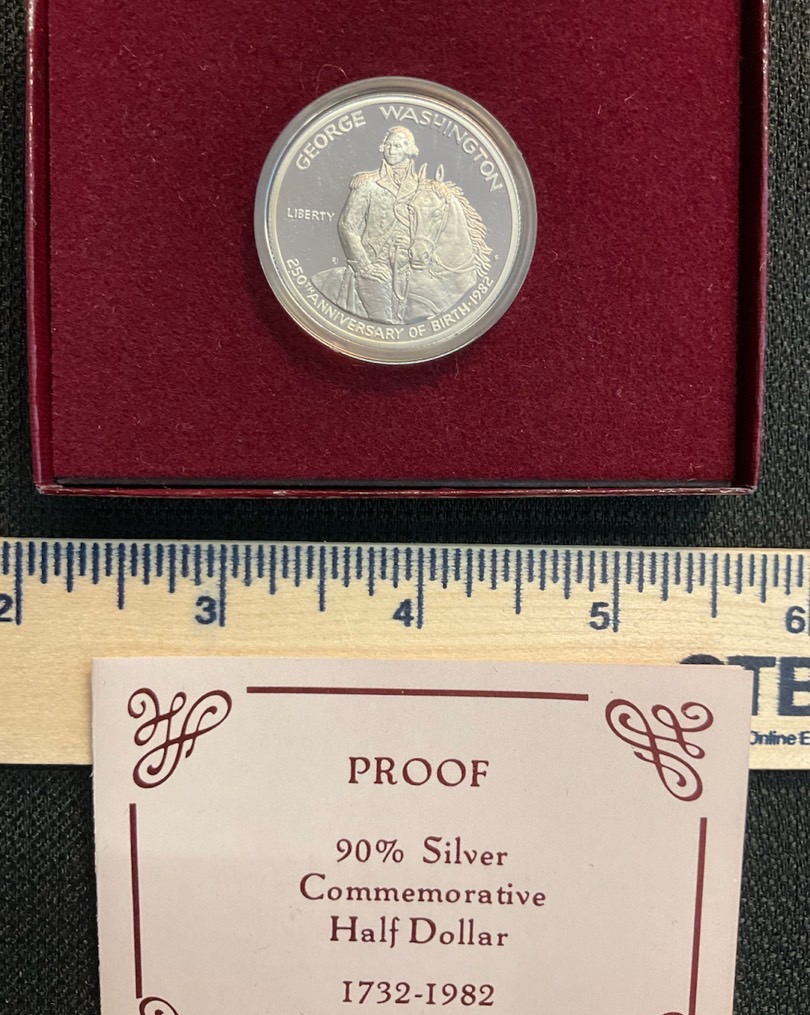 GEORGE WASHINGTON
LIBERTY
250TH ANNIVERSARY OF BIRTH·1982
2 3 4 5 6
PROOF
90% Silver
Commemorative
Half Dollar
1732-1982